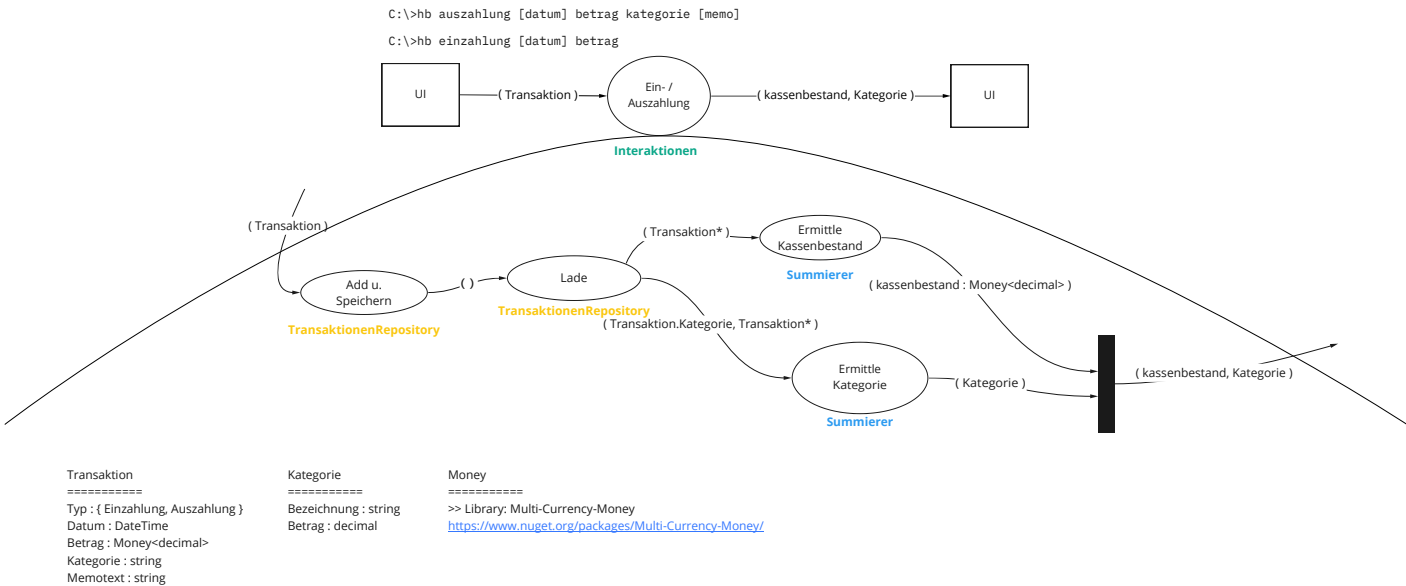 C:\>hb auszahlung [datum] betrag kategorie [memo]
C:\>hb einzahlung [datum] betrag
UI
( Transaktion )
Ein- /
Auszahlung
( kassenbestand, Kategorie )
UI
Interaktionen
( Transaktion )
Add u.
Speichern
TransaktionenRepository
( )
Lade
TransaktionenRepository
( Transaktion* )
Ermittle
Kassenbestand
Summierer
( kassenbestand : Money<decimal> )
( Transaktion.Kategorie, Transaktion* )
Ermittle
Kategorie
Summierer
( Kategorie )
( kassenbestand, Kategorie )
Transaktion
===========
Typ : { Einzahlung, Auszahlung }
Datum : DateTime
Betrag : Money<decimal>
Kategorie : string
Memotext : string
Kategorie
===========
Bezeichnung : string
Betrag : decimal
Money
===========
>> Library: Multi-Currency-Money
https://www.nuget.org/packages/Multi-Currency-Money/